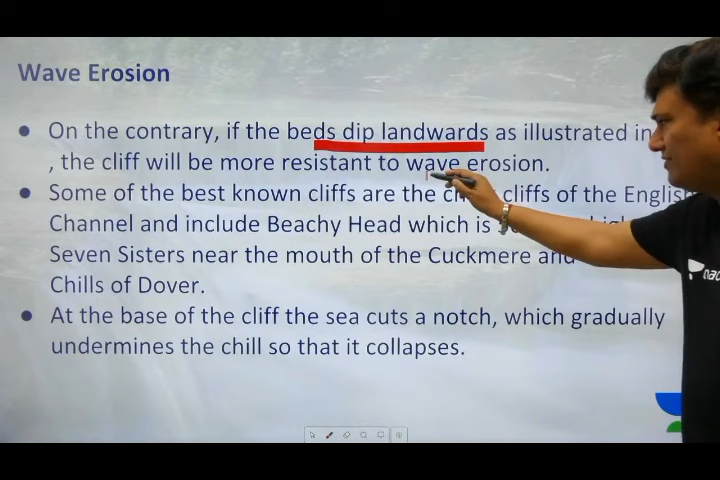 Wave Erosion
● On the contrary, if the beds dip landwards as illustrated in
, the cliff will be more resistant to wave erosion.
● Some of the best known cliffs are the cliffs of the English
Channel and include Beachy Head which is
Seven Sisters near the mouth of the Cuckmere and
Chills of Dover.
● At the base of the cliff the sea cuts a notch, which gradually
undermines the chill so that it collapses.